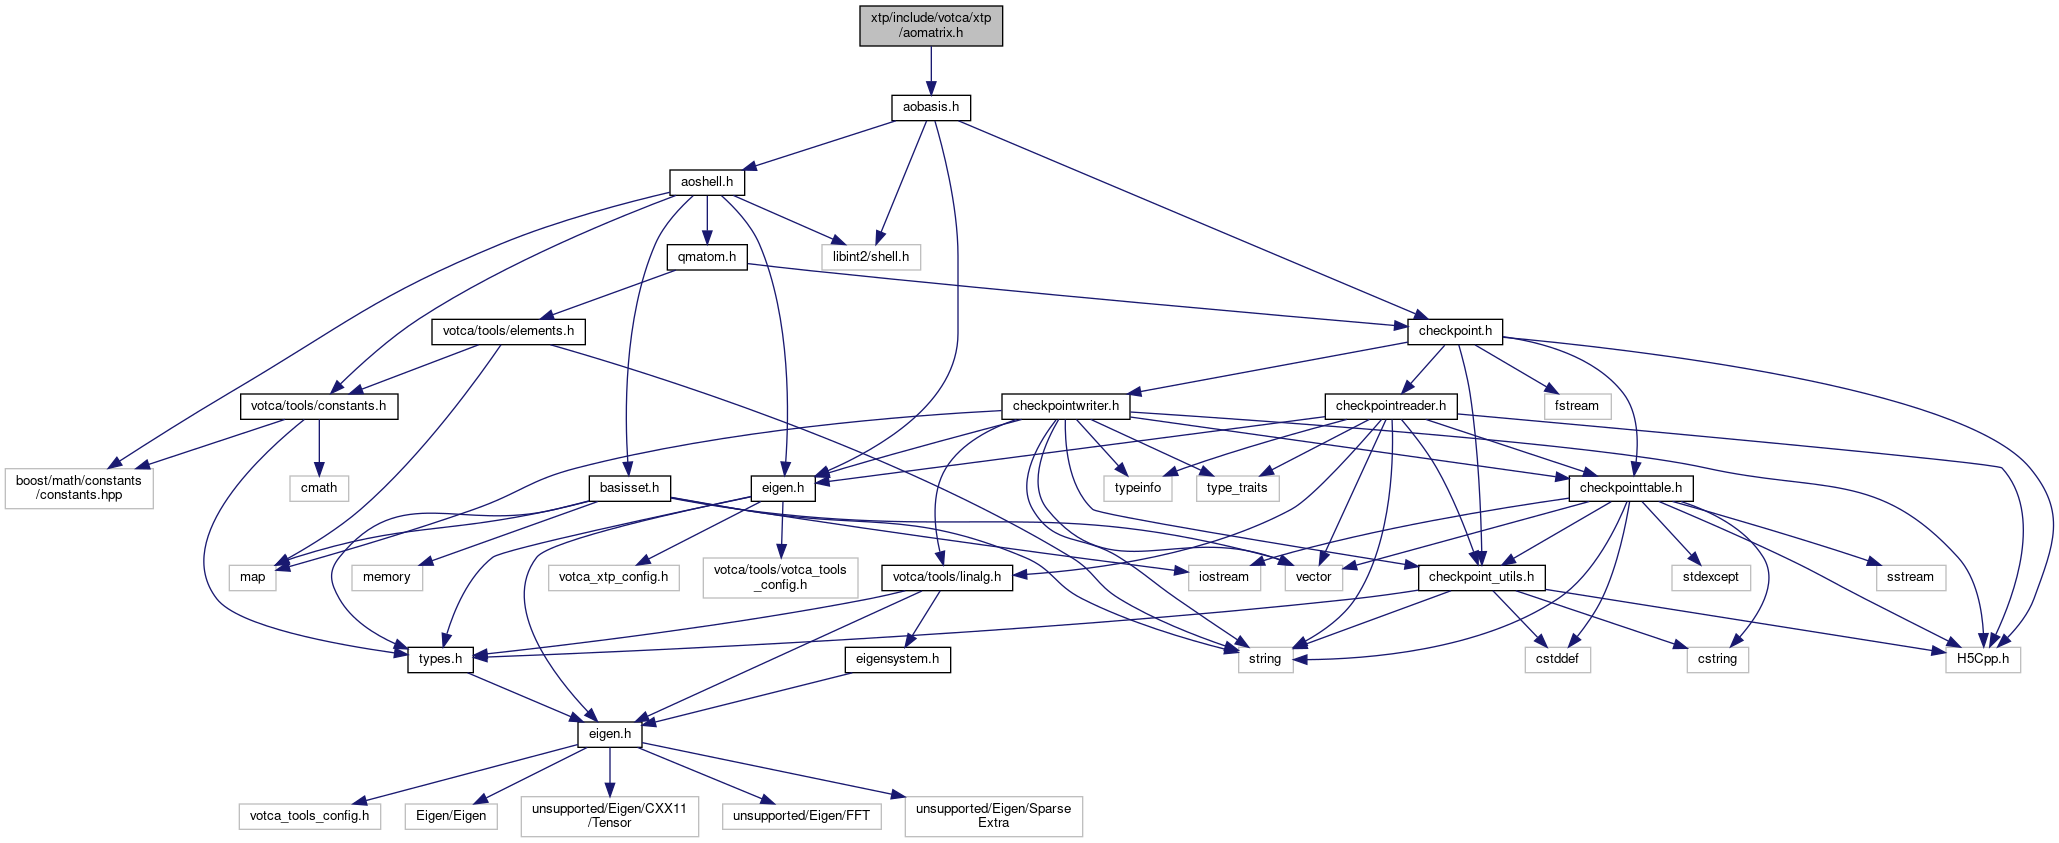 xtp/include/votca/xtp
/aomatrix.h
aobasis.h
aoshell.h
qmatom.h
libint2/shell.h
votca/tools/elements.h
checkpoint.h
votca/tools/constants.h
checkpointwriter.h
checkpointreader.h
fstream
boost/math/constants
/constants.hpp
cmath
basisset.h
eigen.h
typeinfo
type_traits
checkpointtable.h
map
memory
votca_xtp_config.h
votca/tools/votca_tools
_config.h
votca/tools/linalg.h
iostream
vector
checkpoint_utils.h
stdexcept
sstream
types.h
eigensystem.h
string
cstddef
cstring
H5Cpp.h
eigen.h
votca_tools_config.h
Eigen/Eigen
unsupported/Eigen/CXX11
/Tensor
unsupported/Eigen/FFT
unsupported/Eigen/Sparse
Extra